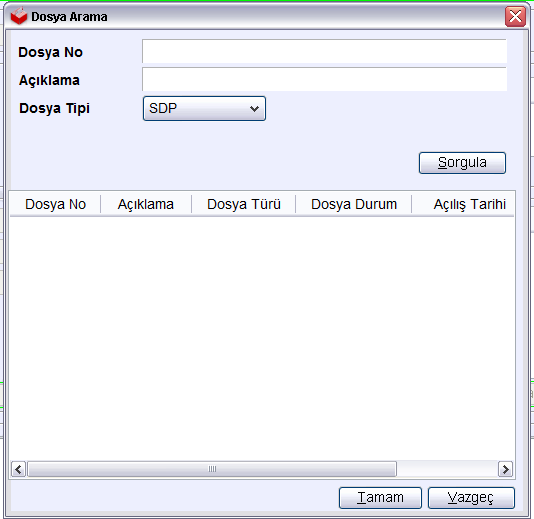 Dosya Arama
Dosya No
Açıklama
Dosya Tipi SDP
Sorgula
Dosya No Açıklama Dosya Türü Dosya Durum Açılış Tarihi
Tamam Vazgeç